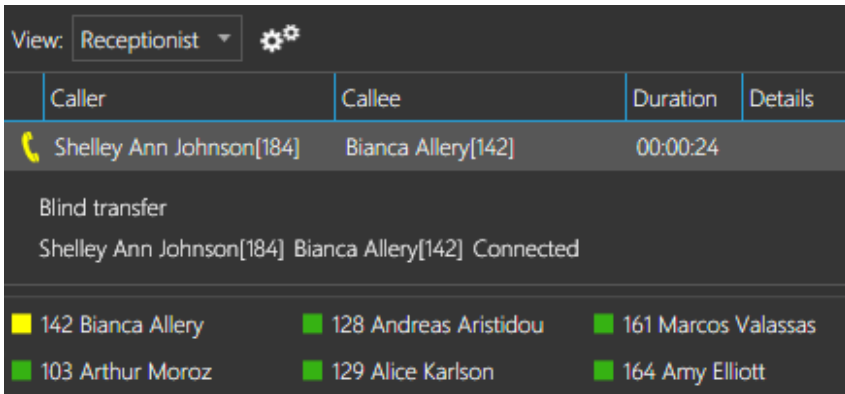 View: Receptionist
Caller Callee Duration Details
Shelley Ann Johnson[184] Bianca Allery[142] 00:00:24
Blind transfer
Shelley Ann Johnson[184] Bianca Allery[142] Connected
142 Bianca Allery 128 Andreas Aristidou 161 Marcos Valassas
103 Arthur Moroz 129 Alice Karlson 164 Amy Elliott